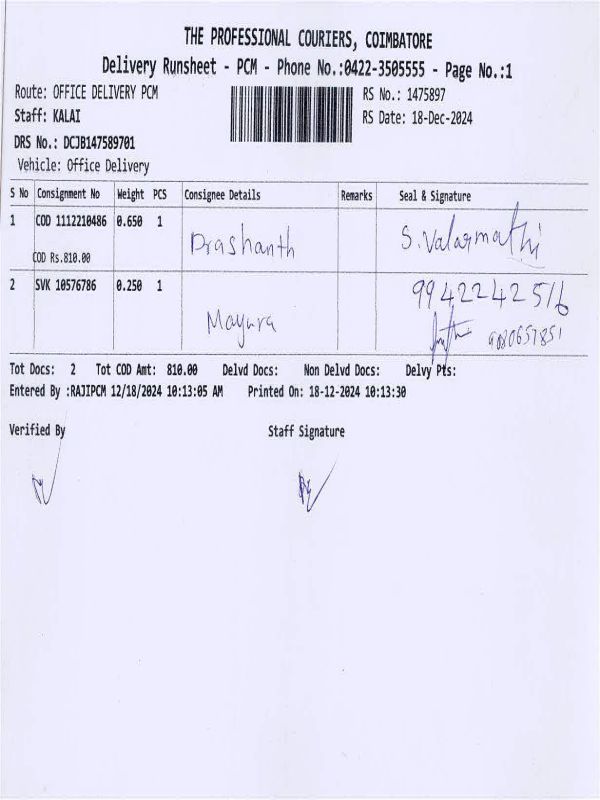 THE PROFESSIONAL COURIERS, COIMBATORE
Delivery Runsheet - PCM - Phone No.:0422-3505555 - Page No.:1
Route: OFFICE DELIVERY PCM
RS No.: 1475897
Staff: KALAI
RS Date: 18-Dec-2024
DRS No.: DCJB147589701
Vehicle: Office Delivery
S No Consignment No Weight PCS Consignee Details Remarks Seal & Signature
1 COD 1112210486 0.650 1 Prashanth S. Valarmathi
COD Rs.810.00
2 SVK 10576786 0.250 1 Mayura
9942242516
Tot Docs: 2 Tot COD Amt: 810.00 Delvd Docs: Non Delvd Docs: Delvy Pts:
Entered By :RAJIPCM 12/18/2024 10:13:05 AM Printed On: 18-12-2024 10:13:30
Verified By Staff Signature